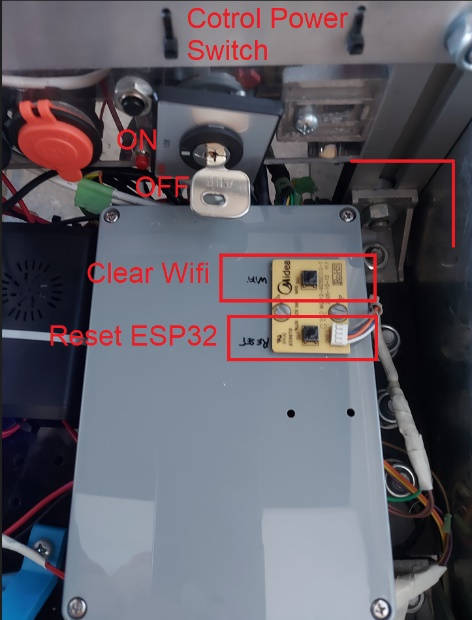 Cotrol Power
Switch
ON
OFF
Clear Wifi
Wifi
Midea
Reset ESP32
RESET